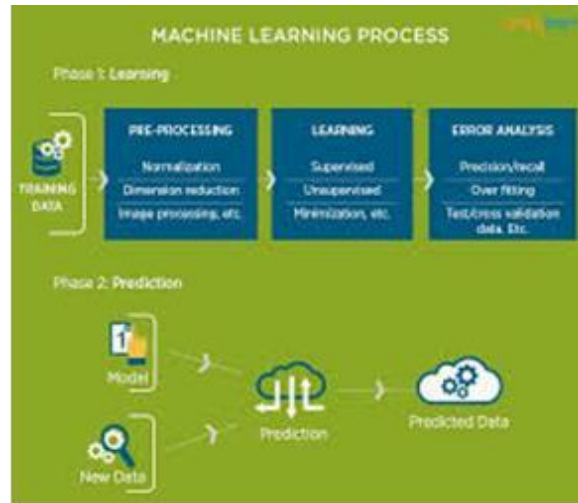 MACHINE LEARNING PROCESS
Phase 1: Learning
TRAINING
DATA
PRE-PROCESSING
Normalization
Dimension reduction
Image processing, etc.
LEARNING
Supervised
Unsupervised
Minimization, etc.
ERROR ANALYSIS
Precision/recall
Over fitting
Test/cross validation
data. Etc.
Phase 2: Prediction
1
Model
New Data
Prediction
Predicted Data